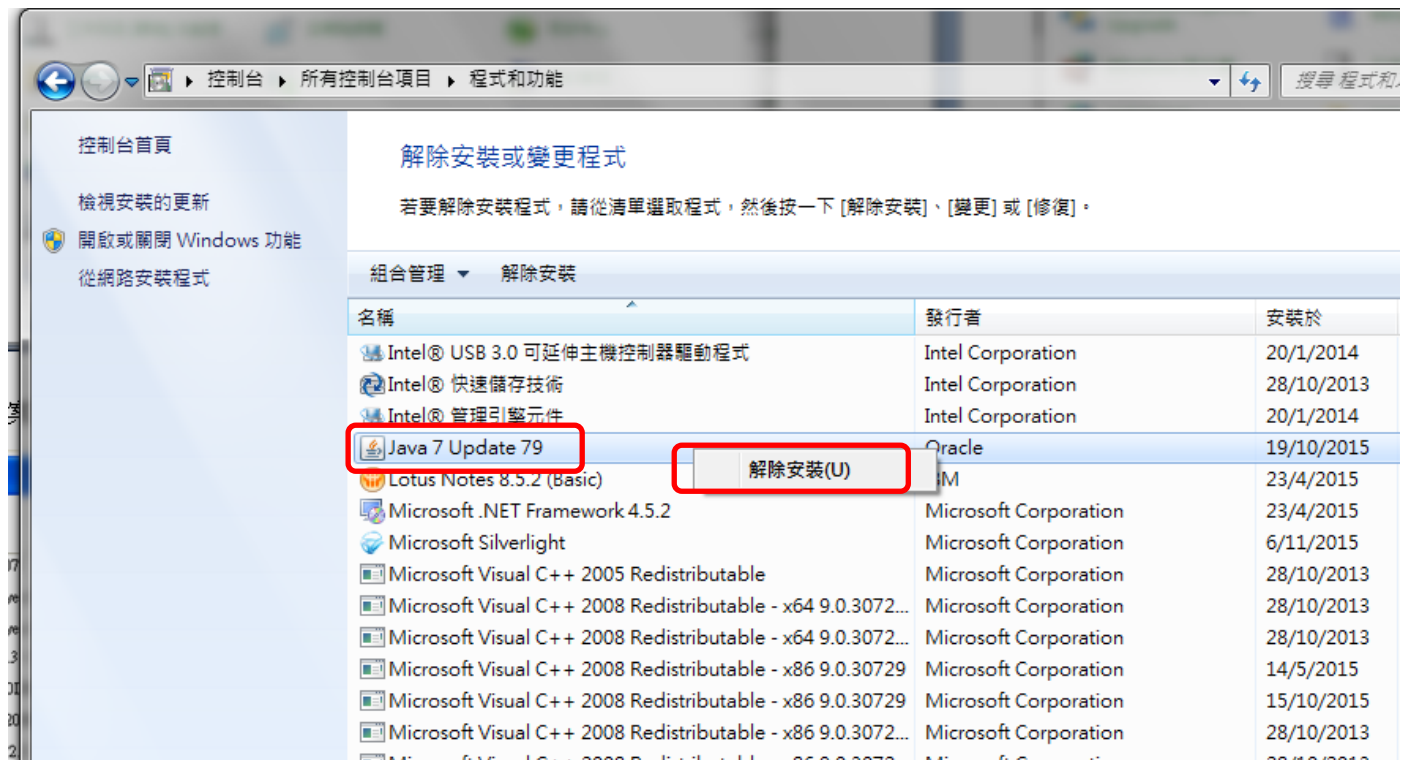 控制台 ▸ 所有控制台項目 ▸ 程式和功能
搜尋 程式和
控制台首頁
檢視安裝的更新
開啟或關閉 Windows 功能
從網路安裝程式
解除安裝或變更程式
若要解除安裝程式，請從清單選取程式，然後按一下 [解除安裝]、[變更] 或 [修復]。
組合管理 解除安裝
名稱 發行者 安裝於
Intel® USB 3.0 可延伸主機控制器驅動程式 Intel Corporation 20/1/2014
Intel® 快速儲存技術 Intel Corporation 28/10/2013
Intel® 管理引擎元件 Intel Corporation 20/1/2014
Java 7 Update 79 Oracle 19/10/2015
解除安裝(U)
Lotus Notes 8.5.2 (Basic) 23/4/2015
Microsoft .NET Framework 4.5.2 Microsoft Corporation 23/4/2015
Microsoft Silverlight Microsoft Corporation 6/11/2015
Microsoft Visual C++ 2005 Redistributable Microsoft Corporation 28/10/2013
Microsoft Visual C++ 2008 Redistributable - x64 9.0.3072... Microsoft Corporation 28/10/2013
Microsoft Visual C++ 2008 Redistributable - x64 9.0.3072... Microsoft Corporation 28/10/2013
Microsoft Visual C++ 2008 Redistributable - x86 9.0.30729 Microsoft Corporation 14/5/2015
Microsoft Visual C++ 2008 Redistributable - x86 9.0.30729 Microsoft Corporation 15/10/2015
Microsoft Visual C++ 2008 Redistributable - x86 9.0.3072... Microsoft Corporation 28/10/2013